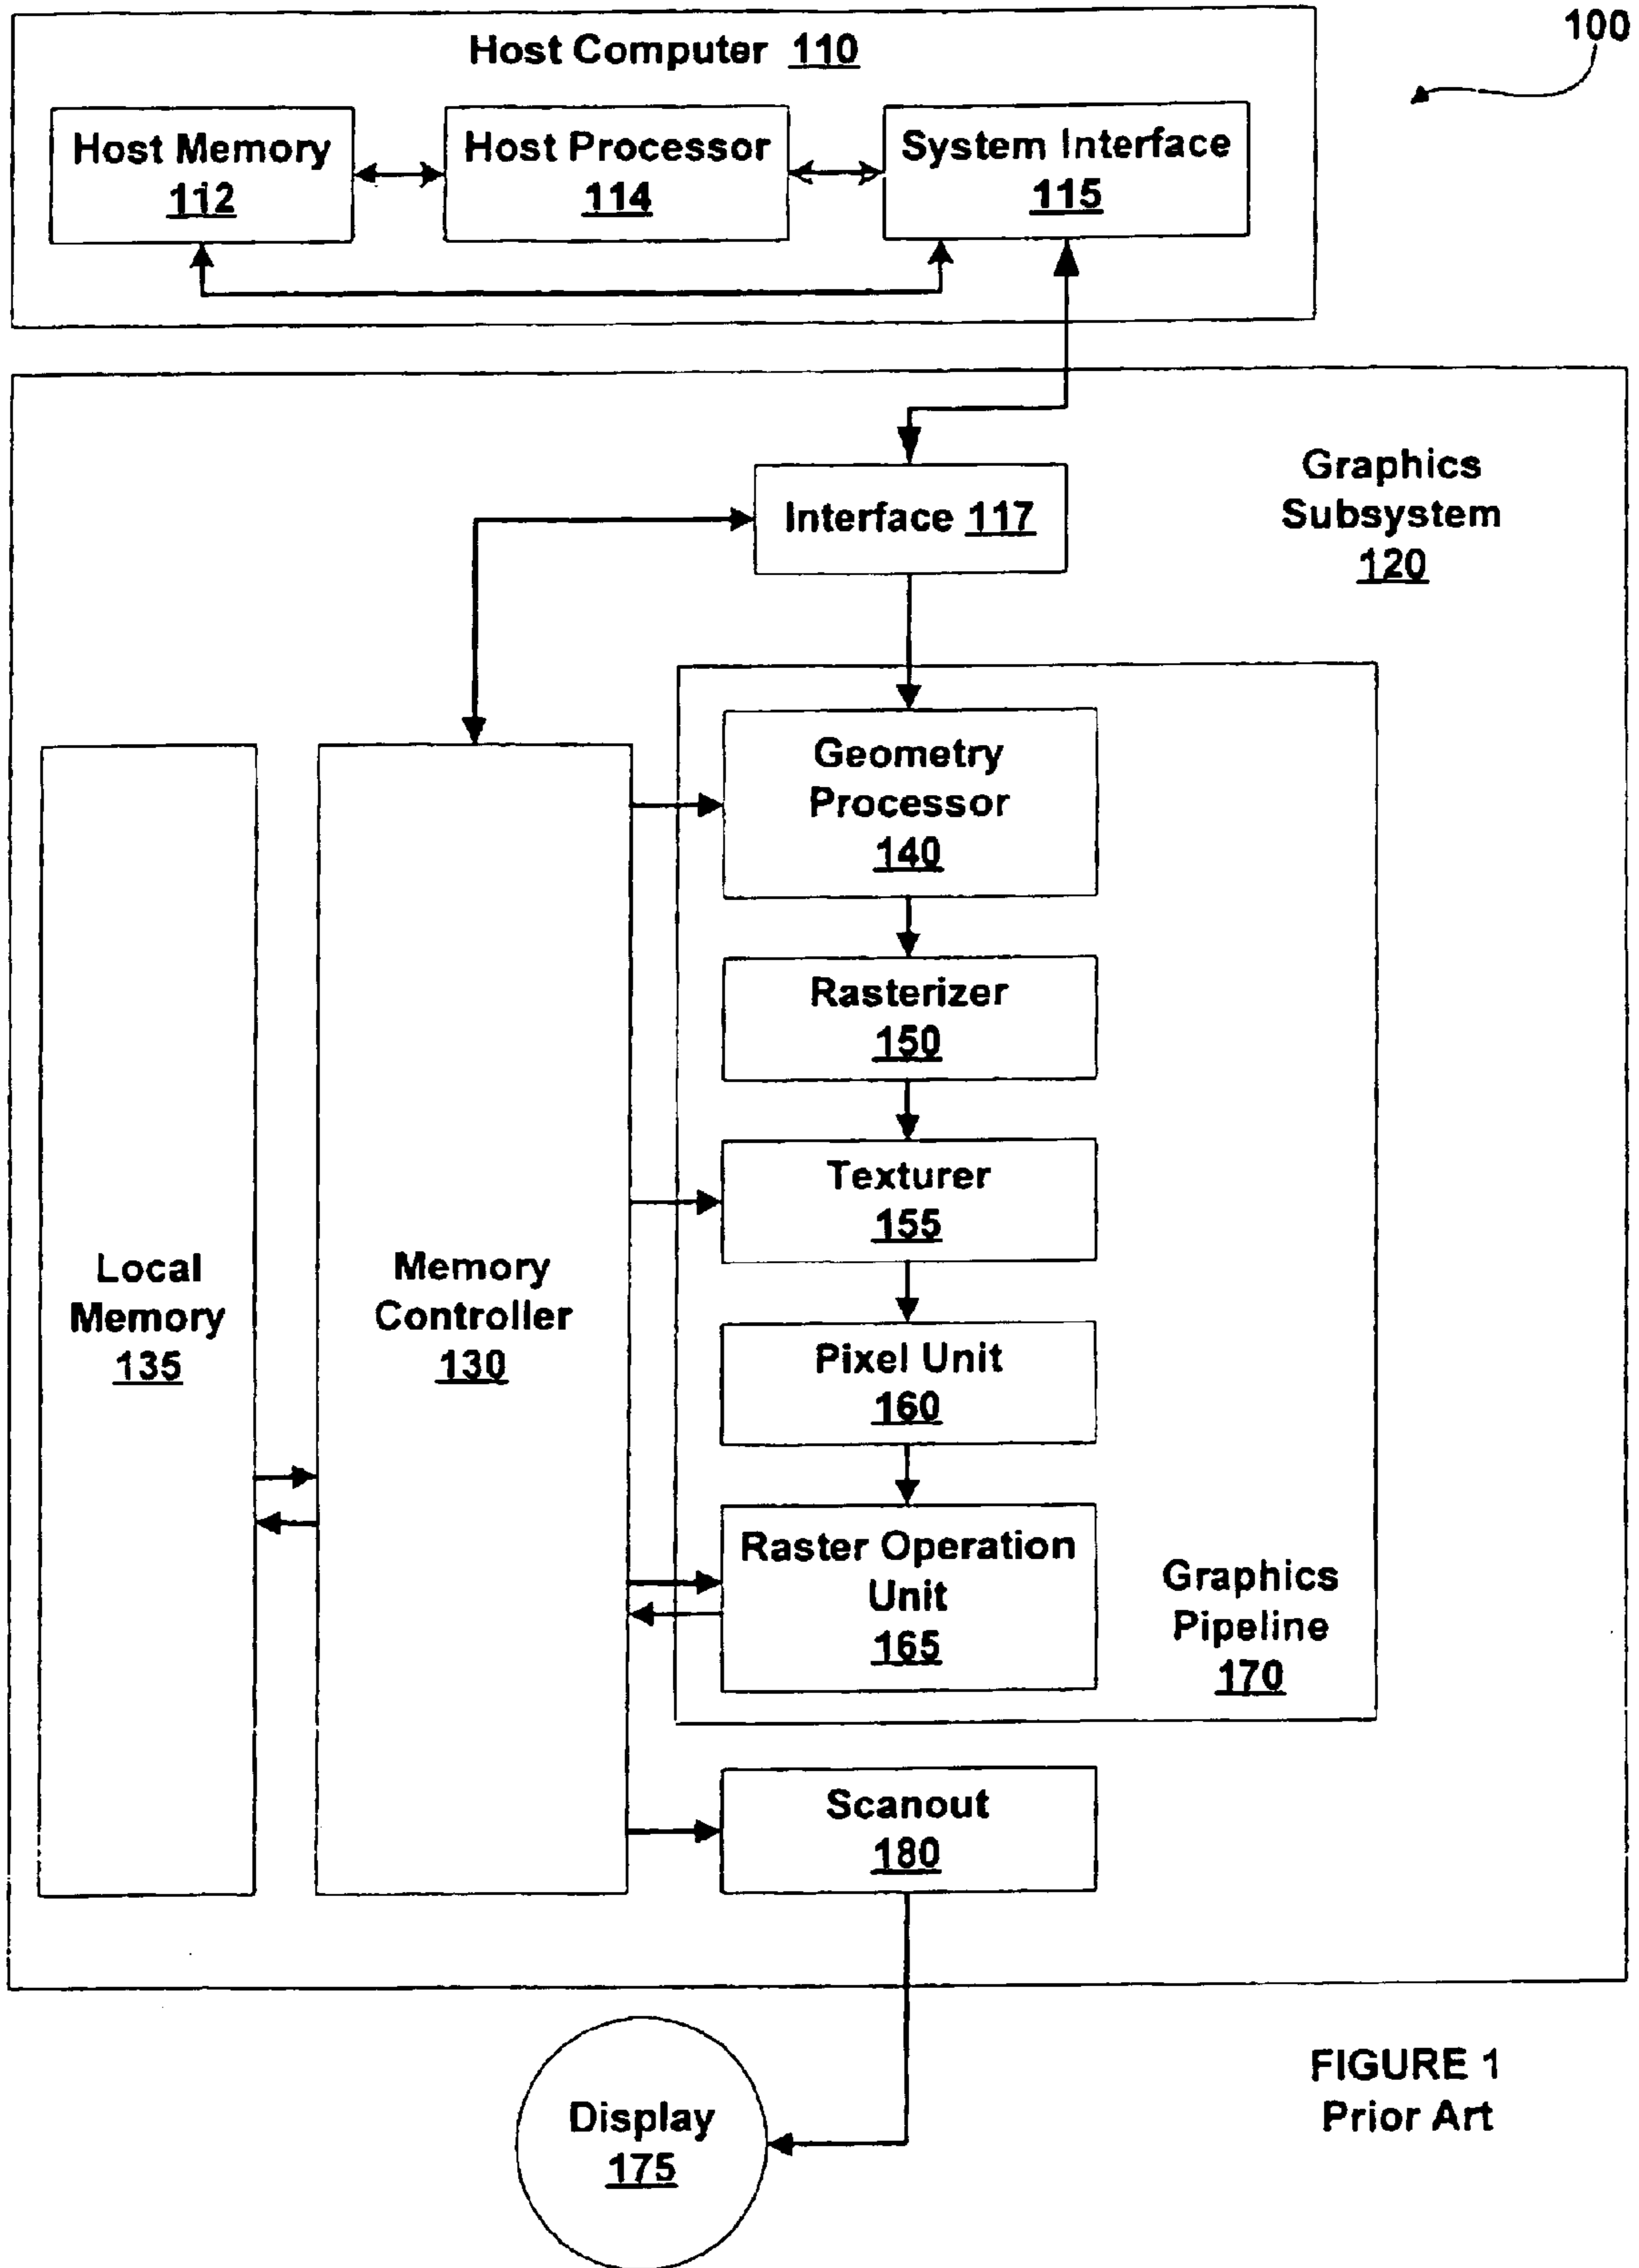 100
Host Computer 110
Host Memory
112
Host Processor
114
System Interface
115
Graphics
Subsystem
120
Interface 117
Geometry
Processor
140
Rasterizer
150
Texturer
155
Local
Memory
135
Memory
Controller
130
Pixel Unit
160
Raster Operation
Unit
165
Graphics
Pipeline
170
Scanout
180
Display
175
FIGURE 1
Prior Art